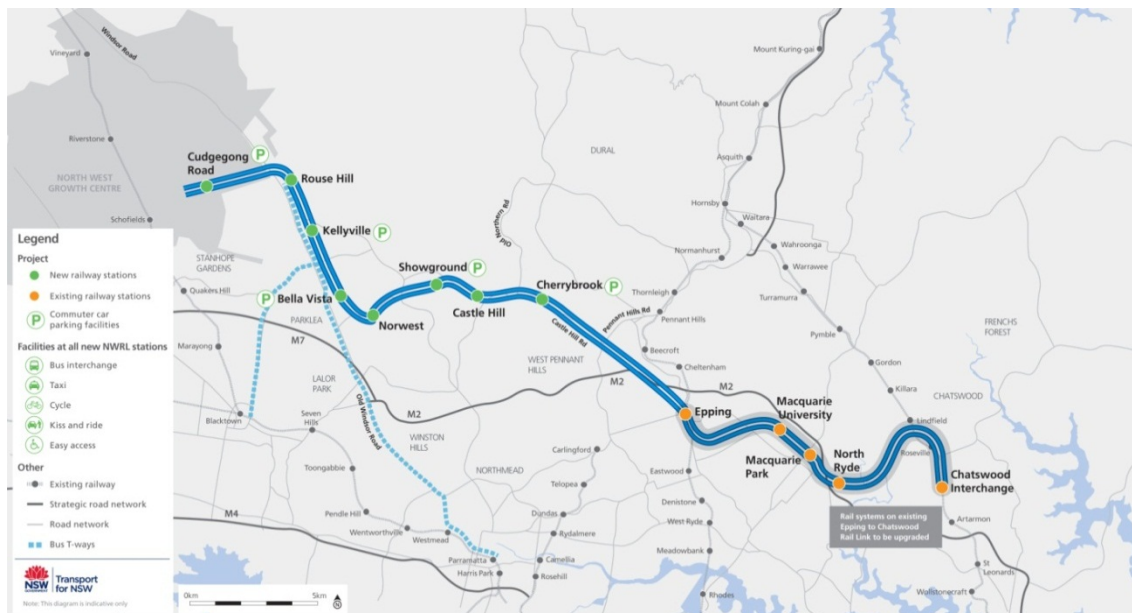 Windsor Road
Vineyard
Mount Kuring-gai
Mount Colah
Riverstone
DURAL
Asquith
Cudgegong
Road
P
Rouse Hill
NORTH WEST
GROWTH CENTRE
Hornsby
Old Northern Rd
Waitara
Schofields
Kellyville
P
Normanhurst
Wahroonga
Warrawee
STANHOPE
GARDENS
Showground
P
Cherrybrook
P
Thornleigh
Turramurra
Quakers Hill
P
Bella Vista
Castle Hill
Pennant Hills Rd
Pennant Hills
PARKLEA
Norwest
Castle Hill Rd
Pymble
FRENCHS
FOREST
Marayong
M7
Beecroft
WEST PENNANT
HILLS
Cheltenham
Gordon
LALOR
PARK
M2
M2
Killara
CHATSWOOD
Blacktown
Seven
Hills
Old Windsor Road
M2
Epping
Macquarie
University
Lindfield
WINSTON
HILLS
Carlingford
Macquarie
Park
North
Ryde
Roseville
Toongabbie
NORTHMEAD
Eastwood
Chatswood
Interchange
Telopea
Pendle Hill
Dundas
Denistone
Rail systems on existing
Epping to Chatswood
Rail Link to be upgraded
M4
Wentworthville
Westmead
Rydalmere
West Ryde
Artarmon
Parramatta
Camellia
Meadowbank
St
Leonards
Harris Park
Rosehill
Rhodes
Wollstonecraft
Legend
Project
New railway stations
Existing railway stations
P
Commuter car
parking facilities
Facilities at all new NWRL stations
Bus interchange
Taxi
Cycle
Kiss and ride
Easy access
Other
Existing railway
Strategic road network
Road network
Bus T-ways
NSW
GOVERNMENT
Transport
for NSW
Note: This diagram is indicative only
0km
5km
N